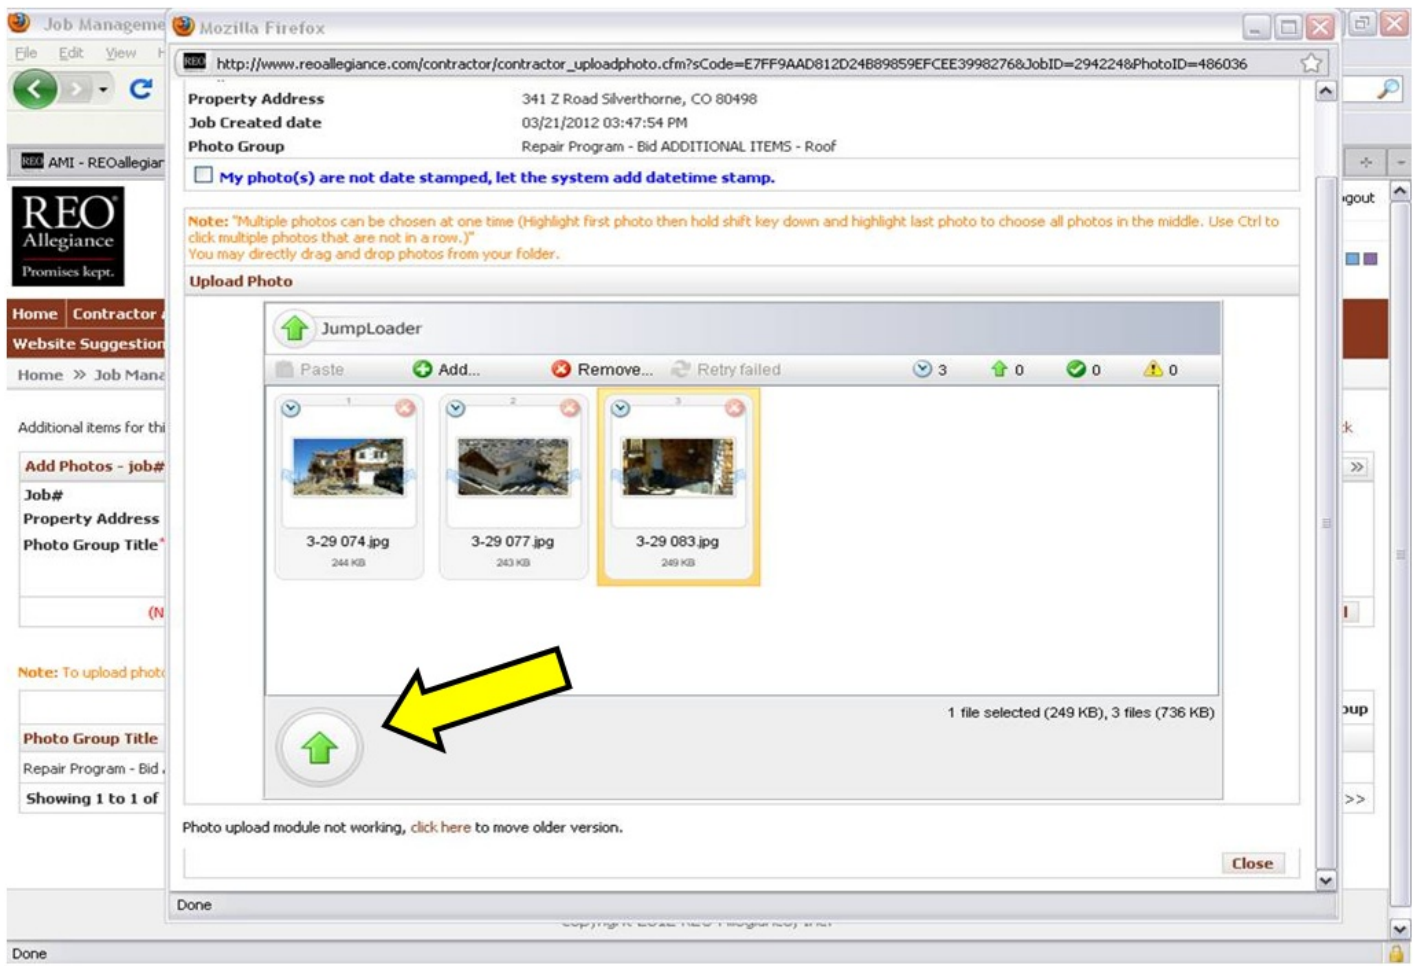 Job Manageme
Mozilla Firefox
File Edit View H
http://www.reoallegiance.com/contractor/contractor_uploadphoto.cfm?sCode=E7FF9AAD812D24B89859EFCEE3998276&JobID=294224&PhotoID=486036
Property Address 341 Z Road Silverthorne, CO 80498
Job Created date 03/21/2012 03:47:54 PM
Photo Group Repair Program - Bid ADDITIONAL ITEMS - Roof
REO AMI - REOallegian
My photo(s) are not date stamped, let the system add datetime stamp.
REO
Allegiance
Promises kept.
ogout
Note: "Multiple photos can be chosen at one time (Highlight first photo then hold shift key down and highlight last photo to choose all photos in the middle. Use Ctrl to
click multiple photos that are not in a row.)"
You may directly drag and drop photos from your folder.
Upload Photo
Home Contractor A
Website Suggestion
Home >> Job Mana
JumpLoader
Paste Add... Remove... Retry failed 3 0 0 0
1 2 3
Additional items for thi
ck
Add Photos - job#
>>
Job#
Property Address
Photo Group Title*
3-29 074.jpg 3-29 077.jpg 3-29 083.jpg
244 KB 243 KB 249 KB
(N
l
Note: To upload photo
1 file selected (249 KB), 3 files (736 KB)
oup
Photo Group Title
Repair Program - Bid
Showing 1 to 1 of
>>
Photo upload module not working, click here to move older version.
Close
Done
Done